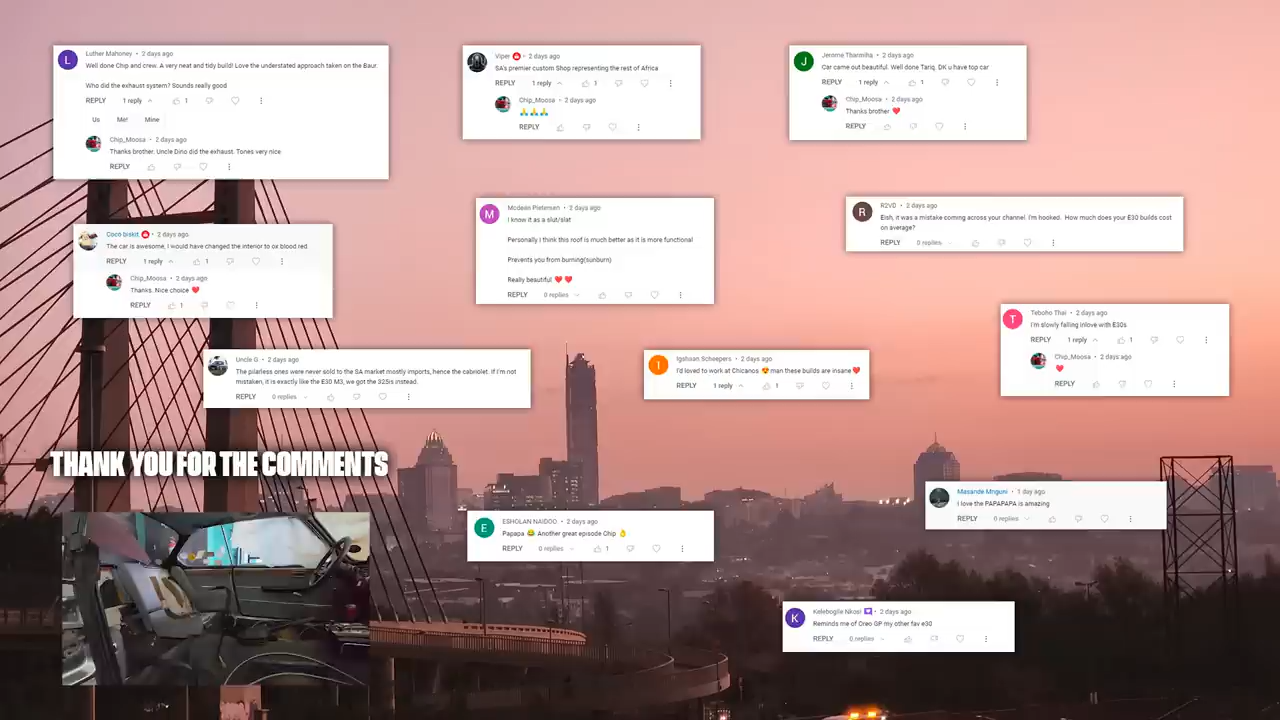 Luther Mahoney • 2 days ago
Well done Chip and crew. A very neat and tidy build! Love the understated approach taken on the Baur.
Who did the exhaust system? Sounds really good
REPLY 1 reply 1
Us Me! Mine
Chip_Moosa • 2 days ago
Thanks brother. Uncle Dino did the exhaust. Tones very nice
REPLY
Viper • 2 days ago
SA's premier custom Shop representing the rest of Africa
REPLY 1 reply 1
Chip_Moosa • 2 days ago
🙏🙏🙏
REPLY
Jerome Tharmiha • 2 days ago
Car came out beautiful. Well done Tariq. DK u have top car
REPLY 1 reply 1
Chip_Moosa • 2 days ago
Thanks brother ❤️
REPLY
Coco biskit • 2 days ago
The car is awesome, I would have changed the interior to ox blood red
REPLY 1 reply 1
Chip_Moosa • 2 days ago
Thanks. Nice choice ❤️
REPLY 1
Mcdean Pietersen • 2 days ago
I know it as a slut/slat
Personally I think this roof is much better as it is more functional
Prevents you from burning(sunburn)
Really beautiful ❤️ ❤️
REPLY 0 replies
R2VD • 2 days ago
Eish, it was a mistake coming across your channel. I'm hooked. How much does your E30 builds cost
on average?
REPLY 0 replies
Teboho Thai • 2 days ago
I'm slowly falling inlove with E30s
REPLY 1 reply 1
Chip_Moosa • 2 days ago
❤️
REPLY
Uncle G • 2 days ago
The pilarless ones were never sold to the SA market mostly imports, hence the cabriolet. If I'm not
mistaken, it is exactly like the E30 M3, we got the 325is instead.
REPLY 0 replies
Igshaan Scheepers • 2 days ago
I'd loved to work at Chicanos 😍 man these builds are insane ❤️
REPLY 1 reply 1
THANK YOU FOR THE COMMENTS
Masande Mnguni • 1 day ago
I love the PAPAPAPA is amazing
REPLY 0 replies
ESHOLAN NAIDOO • 2 days ago
Papapa 😂 Another great episode Chip 👌
REPLY 0 replies 1
Kelebogile Nkosi • 2 days ago
Reminds me of Oreo GP my other fav e30
REPLY 0 replies